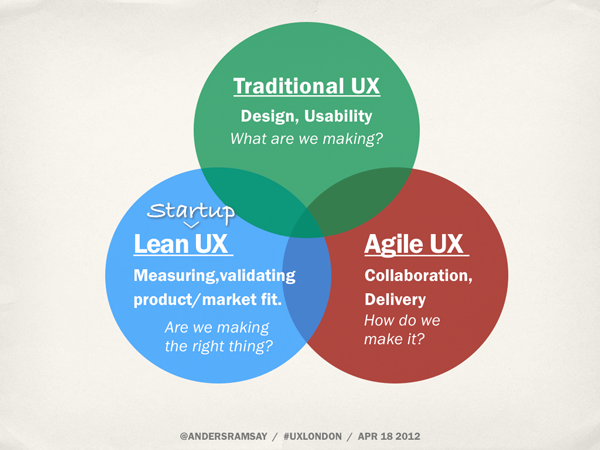 Traditional UX
Design, Usability
What are we making?
Startup
Lean UX
Measuring,validating
product/market fit.
Are we making
the right thing?
Agile UX
Collaboration,
Delivery
How do we
make it?
@ANDERSRAMSAY / #UXLONDON / APR 18 2012